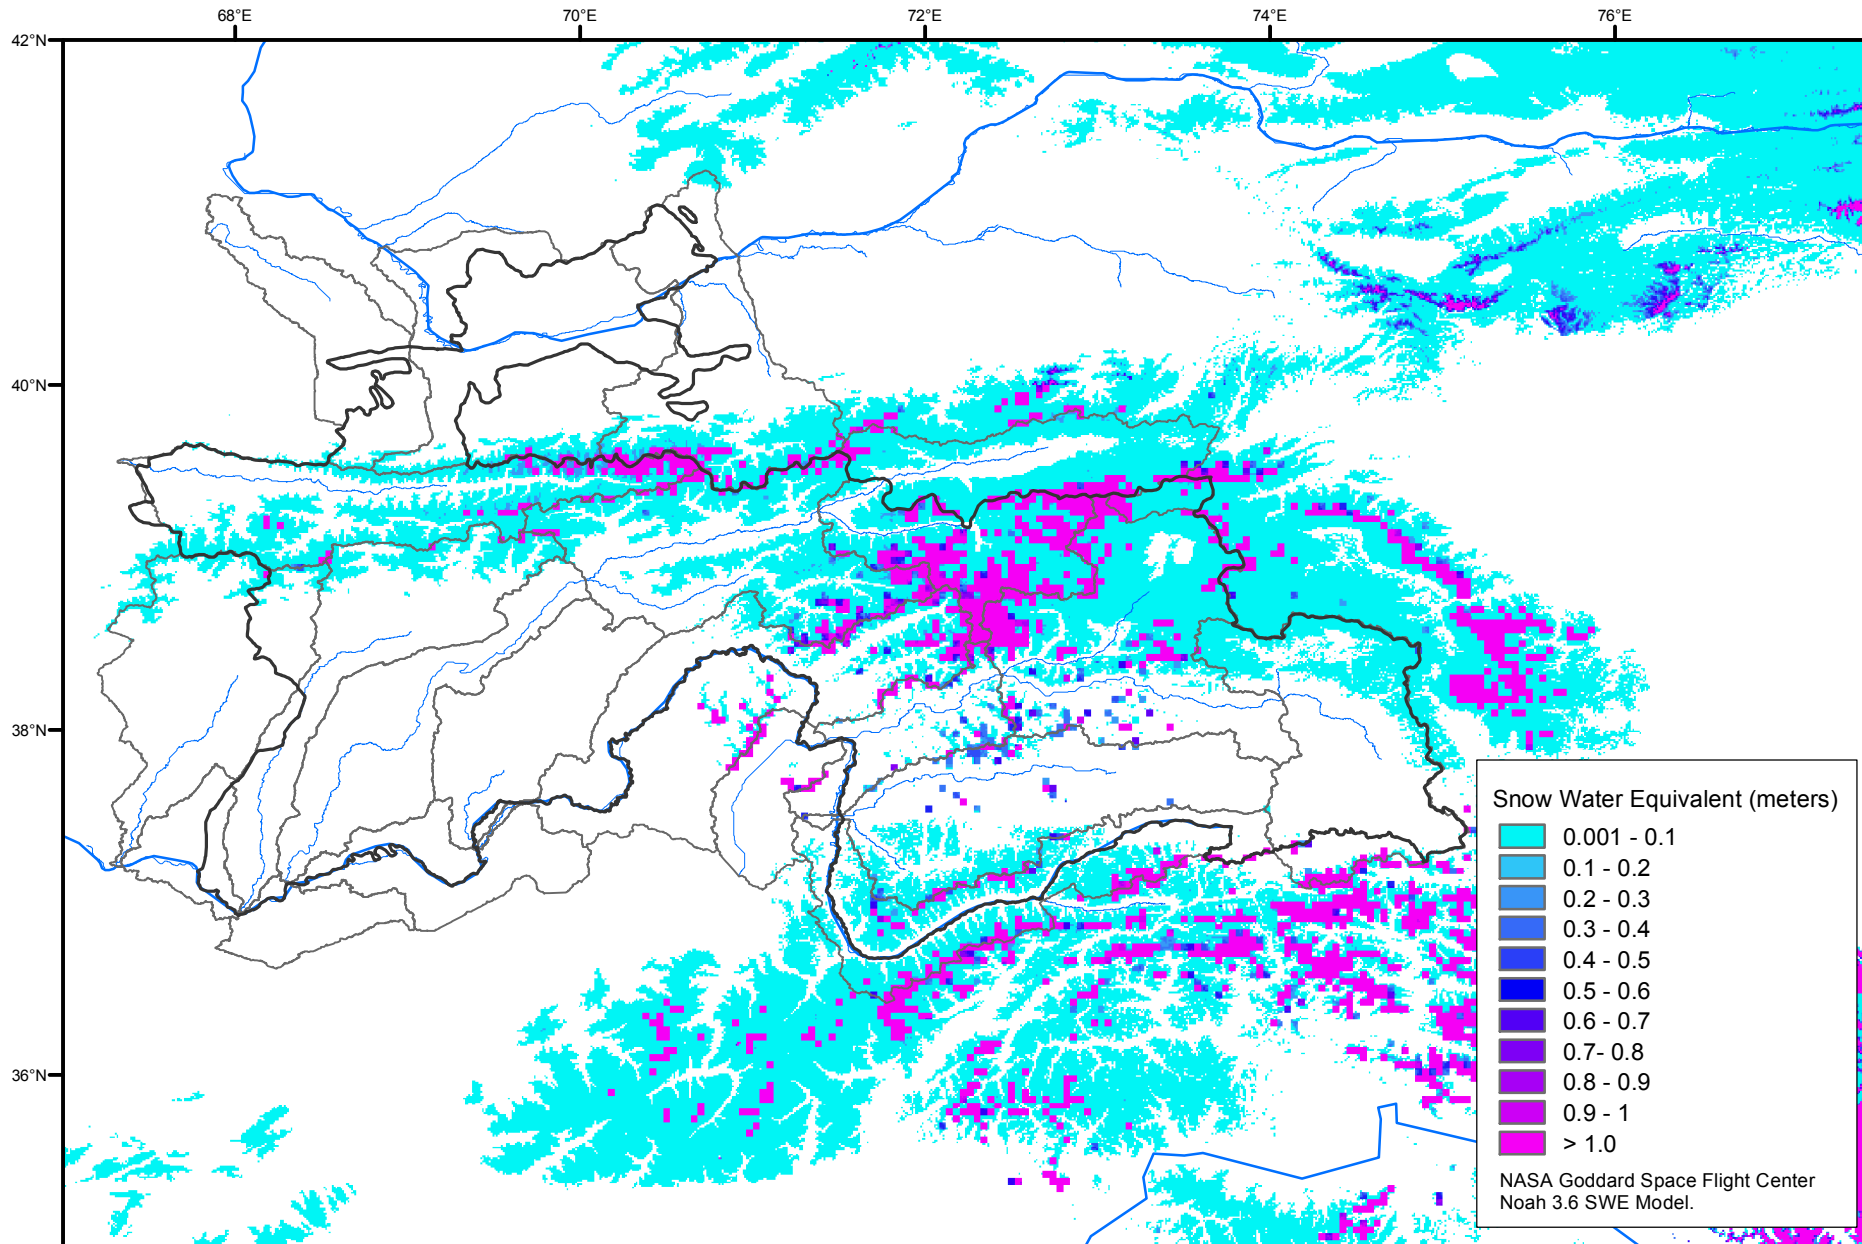 68°E 70°E 72°E 74°E 76°E
42°N
40°N
38°N
36°N
Snow Water Equivalent (meters)
0.001 - 0.1
0.1 - 0.2
0.2 - 0.3
0.3 - 0.4
0.4 - 0.5
0.5 - 0.6
0.6 - 0.7
0.7- 0.8
0.8 - 0.9
0.9 - 1
> 1.0
NASA Goddard Space Flight Center
Noah 3.6 SWE Model.